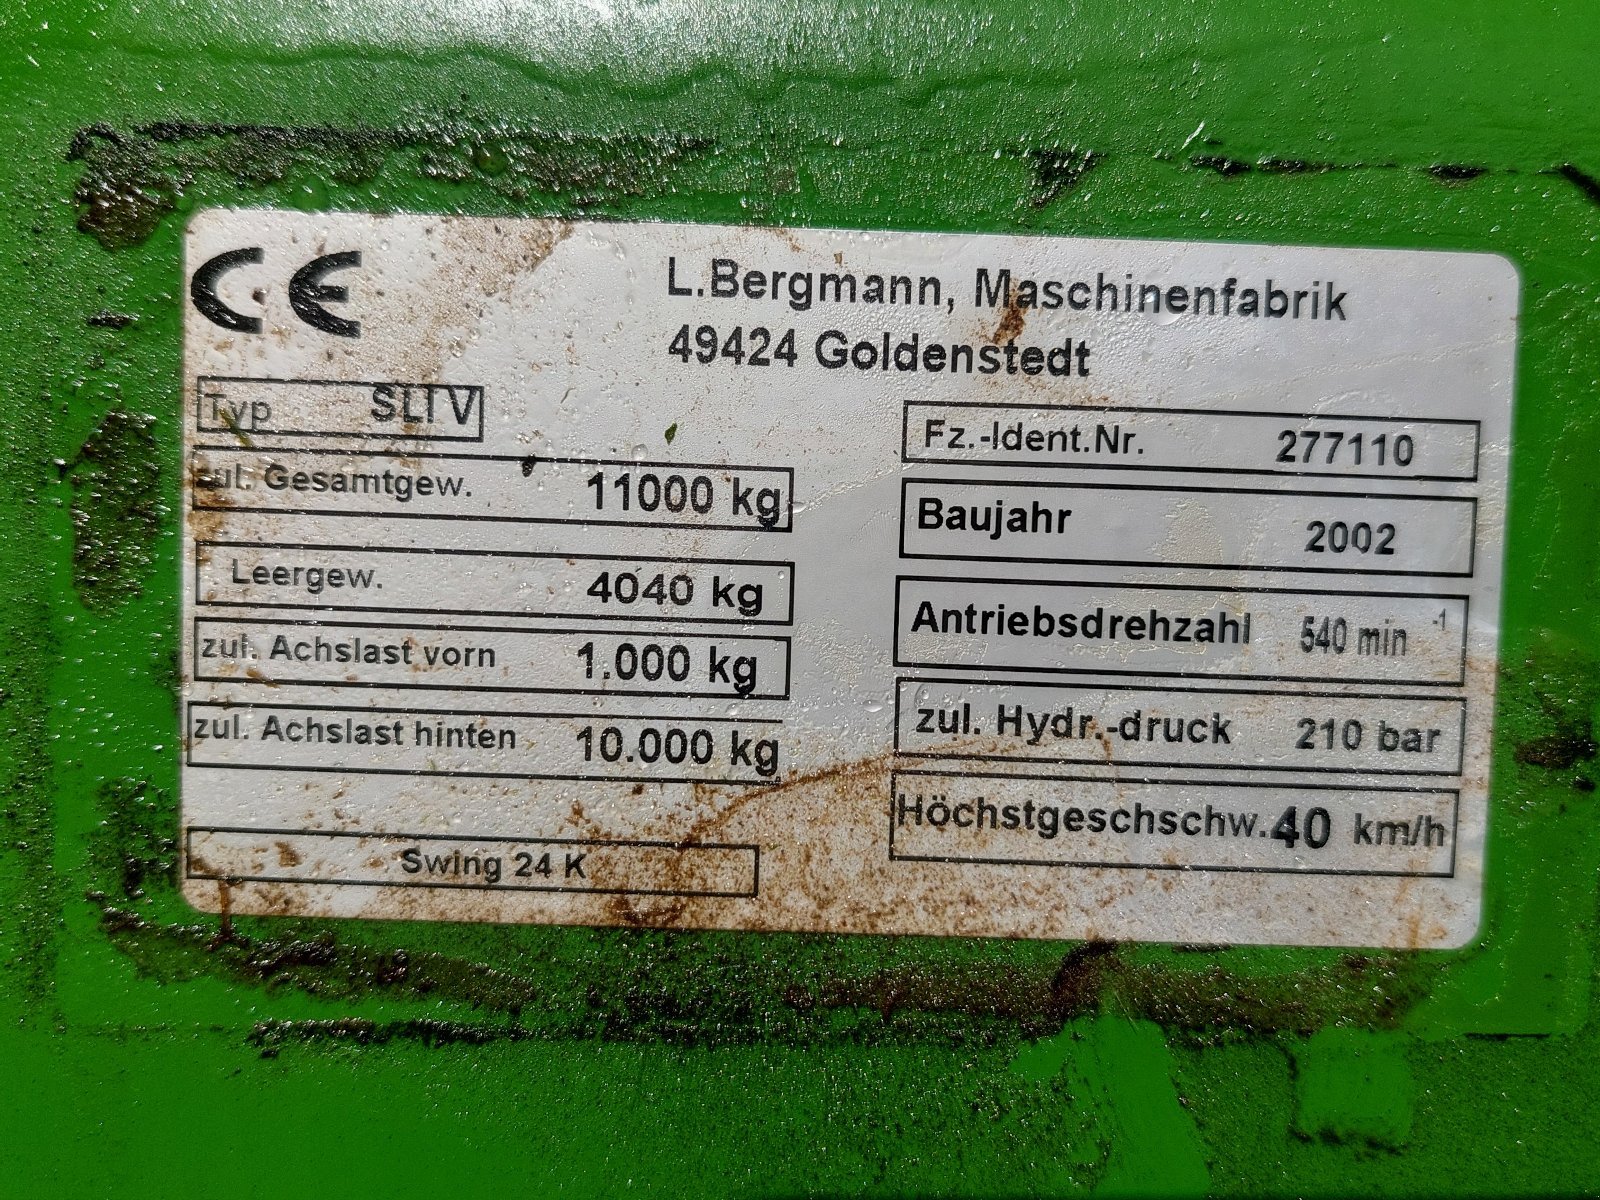 CE
L.Bergmann, Maschinenfabrik
49424 Goldenstedt
Typ SLTV
zul. Gesamtgew. 11000 kg
Leergew. 4040 kg
zul. Achslast vorn 1.000 kg
zul. Achslast hinten 10.000 kg
Swing 24 K
Fz.-Ident.Nr. 277110
Baujahr 2002
Antriebsdrehzahl 540 min -1
zul. Hydr.-druck 210 bar
Höchstgeschschw. 40 km/h